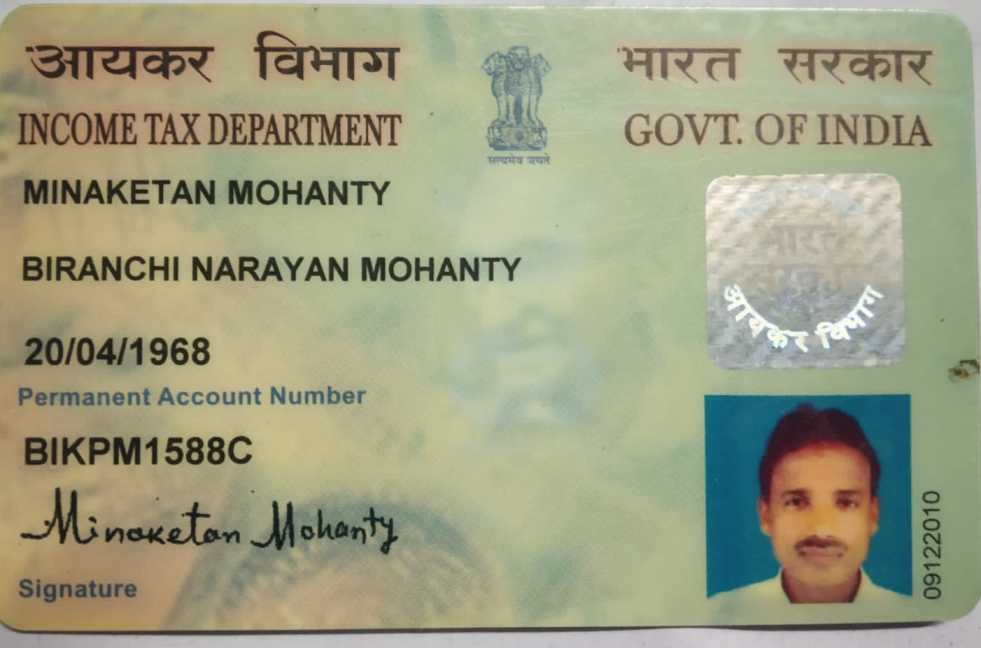 आयकर विभाग
भारत सरकार
INCOME TAX DEPARTMENT
GOVT. OF INDIA
सत्यमेव जयते
MINAKETAN MOHANTY
BIRANCHI NARAYAN MOHANTY
भारत
सरकार
आयकर विभाग
20/04/1968
Permanent Account Number
BIKPM1588C
Minaketan Mohanty
Signature
09122010